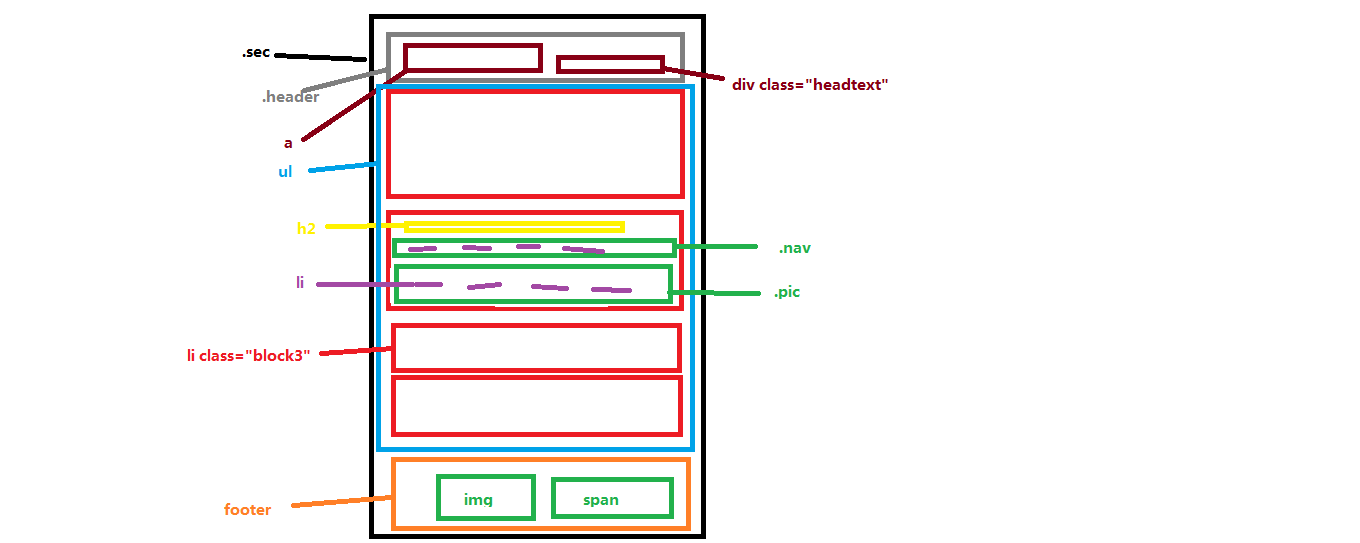 .sec
div class="headtext"
.header
a
ul
h2
.nav
li
.pic
li class="block3"
img
span
footer